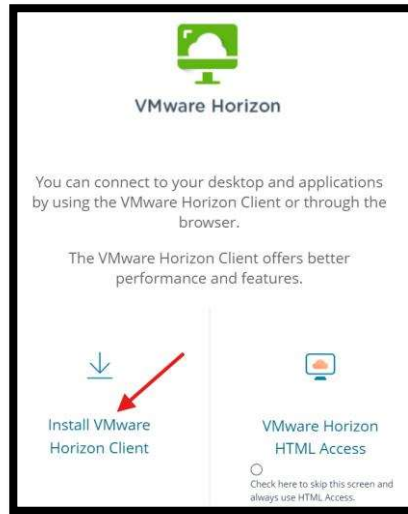 VMware Horizon
You can connect to your desktop and applications
by using the VMware Horizon Client or through the
browser.
The VMware Horizon Client offers better
performance and features.
Install VMware
Horizon Client
VMware Horizon
HTML Access
Check here to skip this screen and
always use HTML Access.